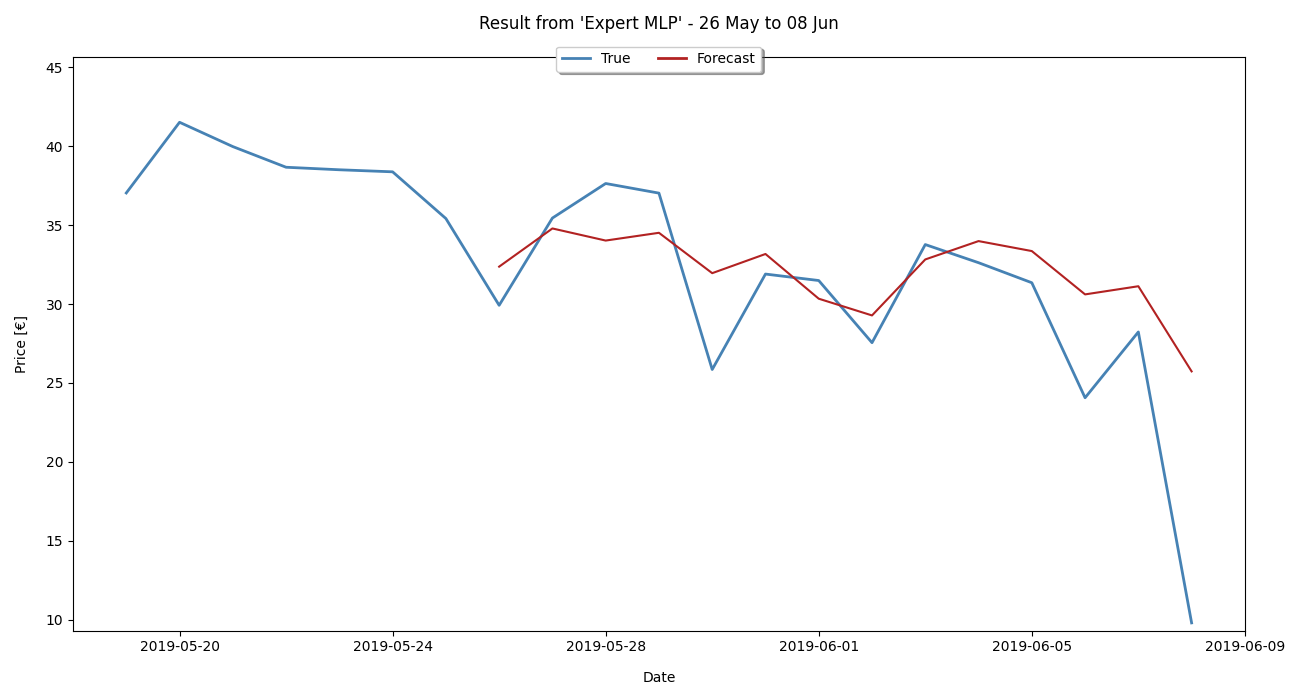 Result from 'Expert MLP' - 26 May to 08 Jun
True Forecast
45
40
35
30
25
20
15
10
Price [€]
2019-05-20 2019-05-24 2019-05-28 2019-06-01 2019-06-05 2019-06-09
Date